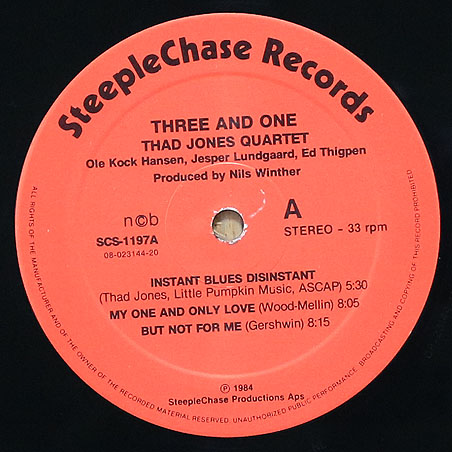 SteepleChase Records
THREE AND ONE
THAD JONES QUARTET
Ole Kock Hansen, Jesper Lundgaard, Ed Thigpen
Produced by Nils Winther
n©b
A
SCS-1197A
STEREO - 33 rpm
08-023144-20
INSTANT BLUES DISINSTANT
(Thad Jones, Little Pumpkin Music, ASCAP) 5:30
MY ONE AND ONLY LOVE (Wood-Mellin) 8:05
BUT NOT FOR ME (Gershwin) 8:15
℗ 1984
SteepleChase Productions Aps
ALL RIGHTS OF THE MANUFACTURER AND OF THE OWNER OF THE RECORDED MATERIAL RESERVED. UNAUTHORIZED PUBLIC PERFORMANCE, BROADCASTING AND COPYING OF THIS RECORD PROHIBITED.